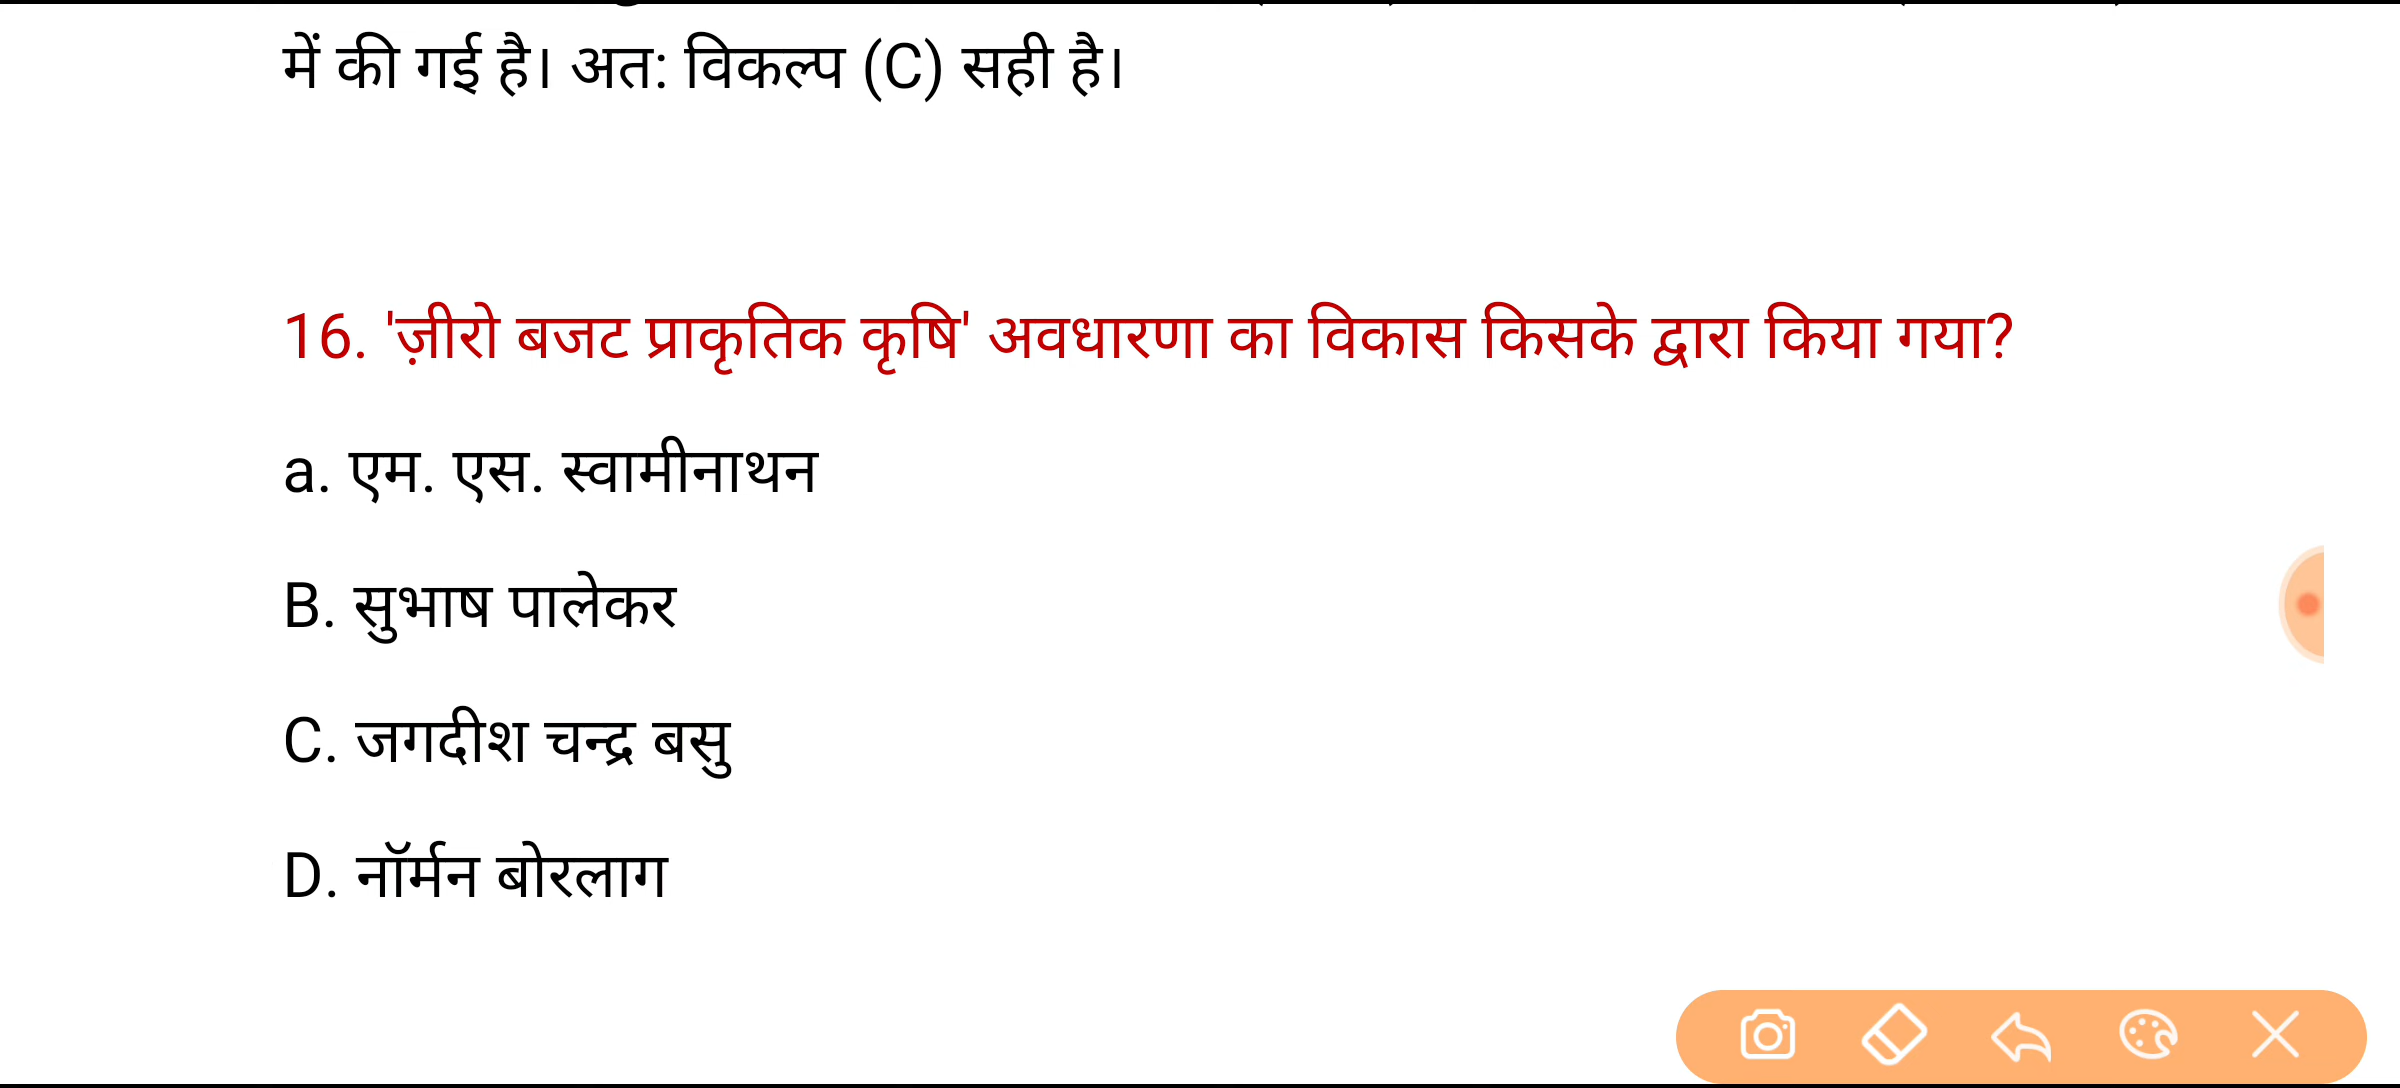 में की गई है। अत: विकल्प (C) सही है।
16. 'ज़ीरो बजट प्राकृतिक कृषि' अवधारणा का विकास किसके द्वारा किया गया?
a. एम. एस. स्वामीनाथन
B. सुभाष पालेकर
C. जगदीश चन्द्र बसु
D. नॉर्मन बोरलाग